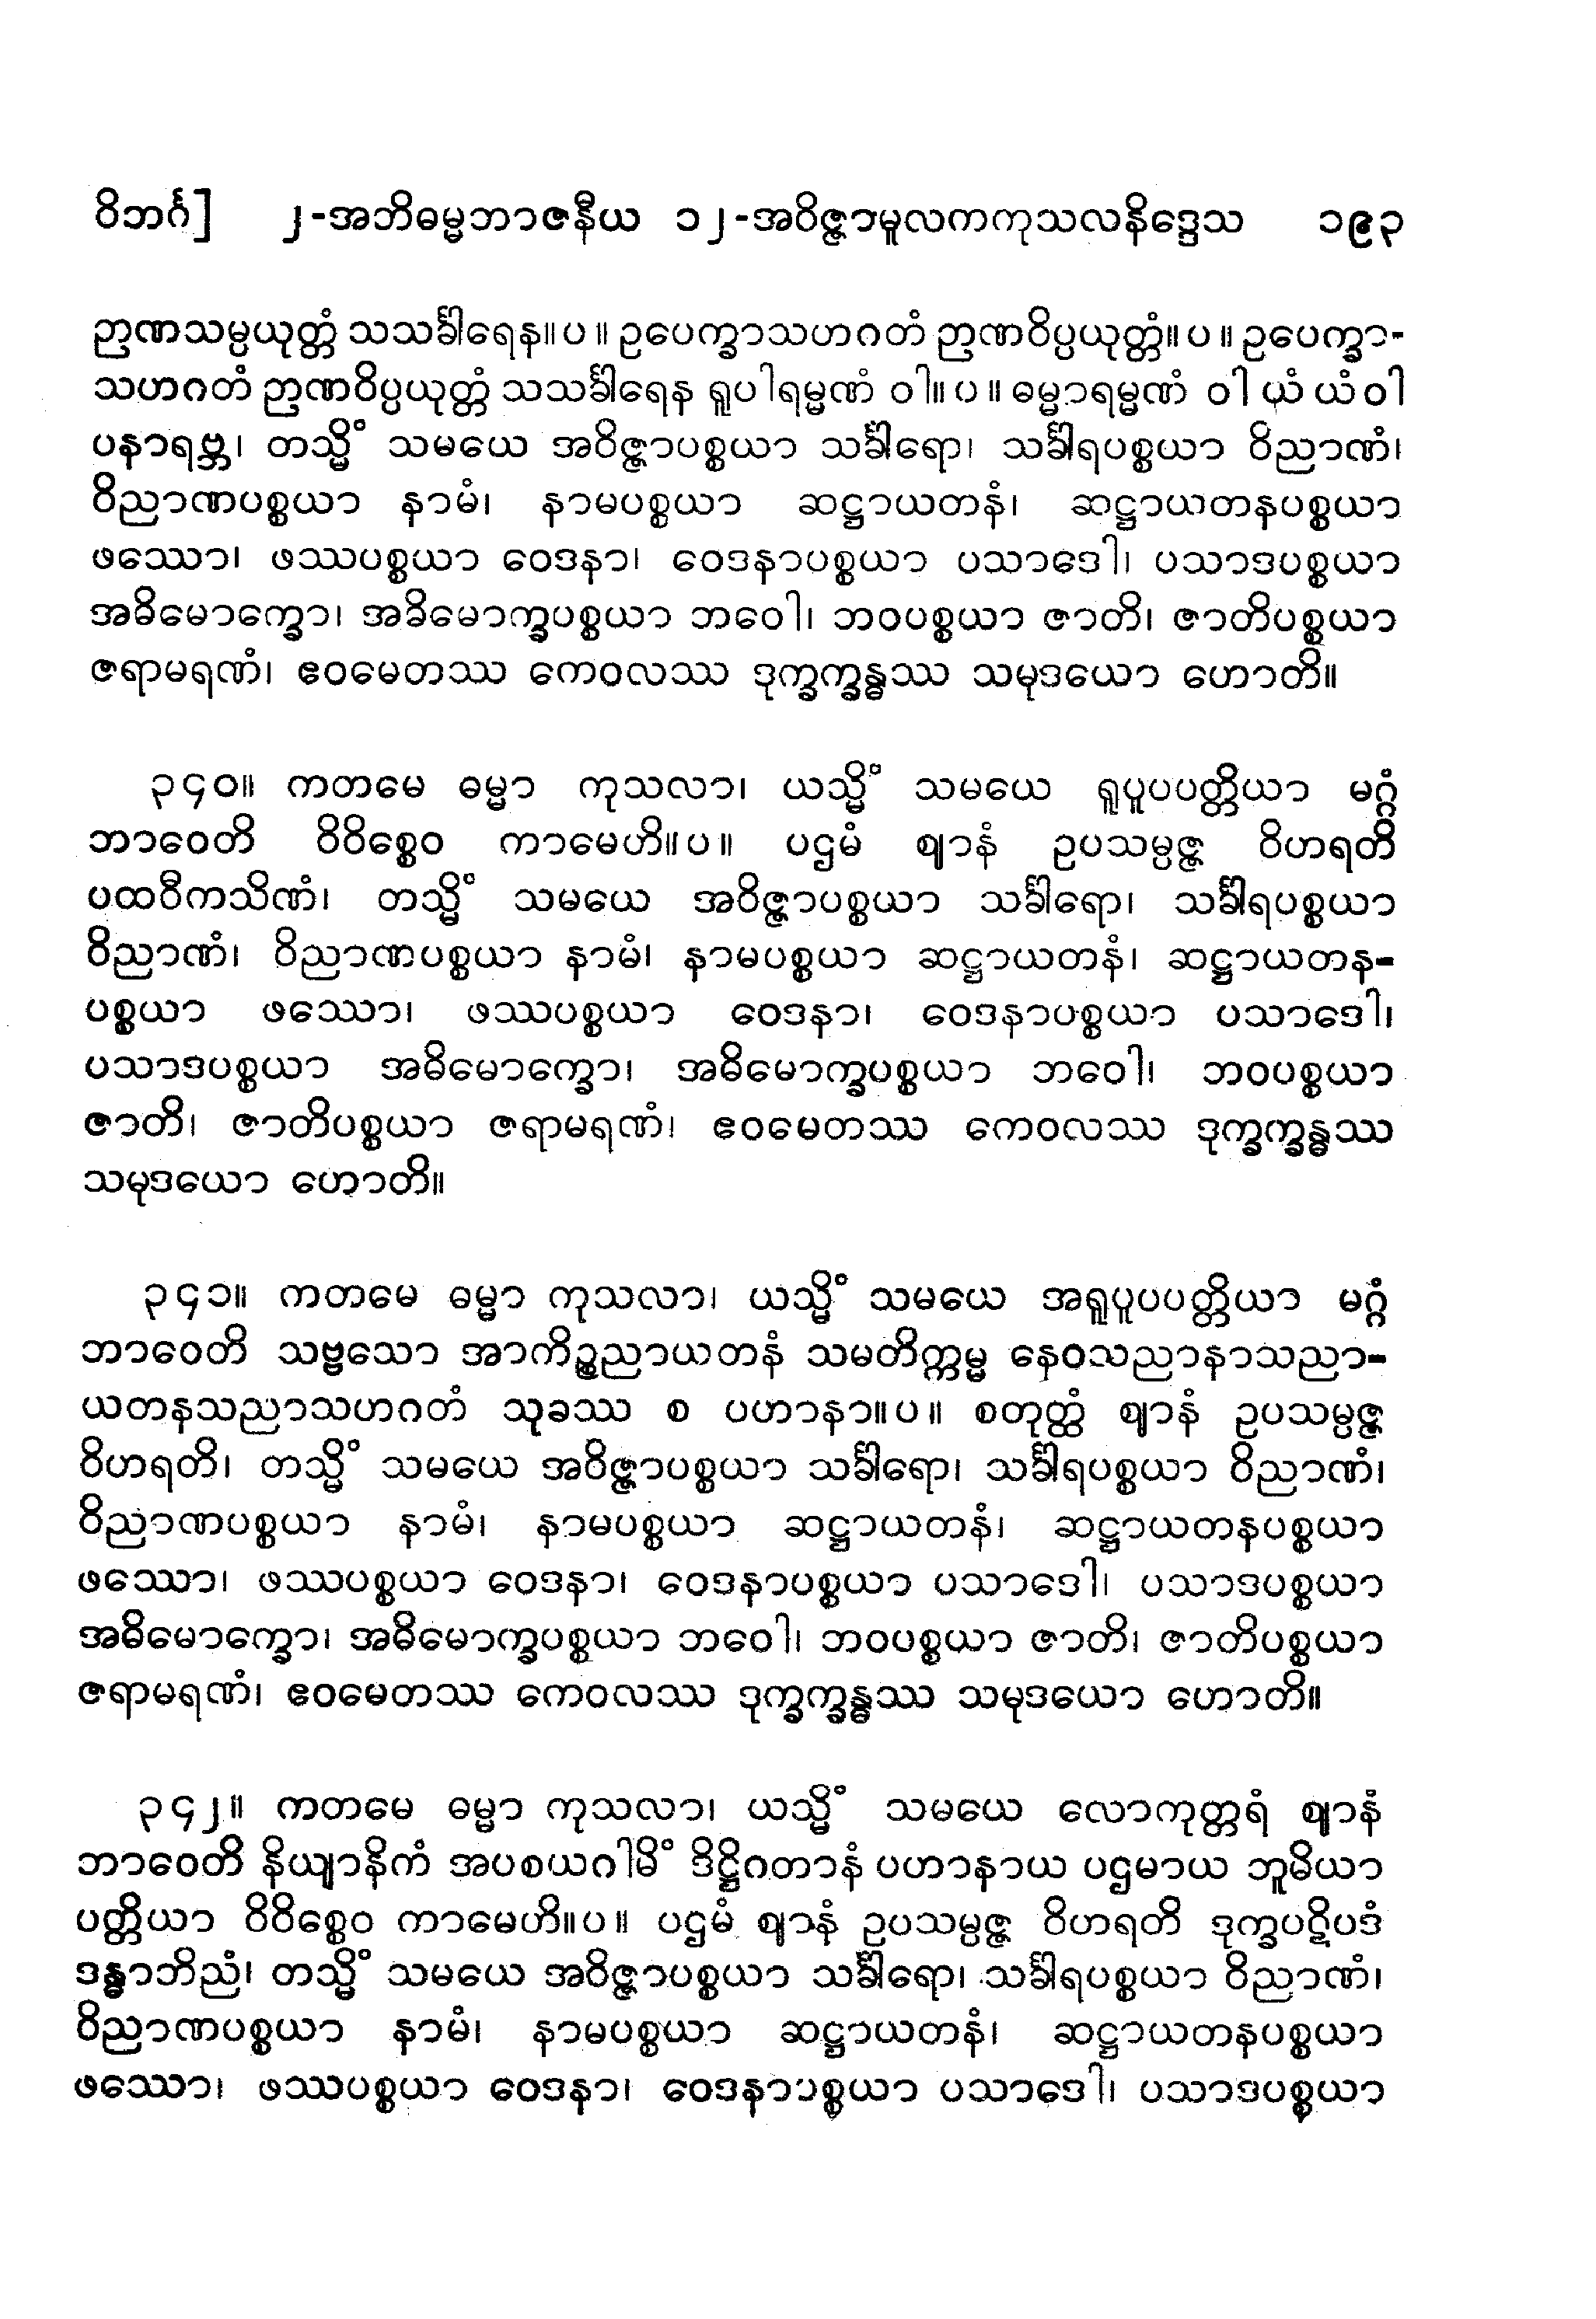 ဝိဘင်္ဂ] ၂-အဘိဓမ္မဘာဇနီယ ၁၂-အဝိဇ္ဇာမူလကကုသလနိဒ္ဒေသ ၁၉၃
ဉာဏသမ္ပယုတ္တံ သသင်္ခါရေန။ပ။ ဥပေက္ခာသဟဂတံ ဉာဏဝိပ္ပယုတ္တံ။ပ။ ဥပေက္ခာ-
သဟဂတံ ဉာဏဝိပ္ပယုတ္တံ သသင်္ခါရေန ရူပါရမ္မဏံ ဝါ။ပ။ ဓမ္မာရမ္မဏံ ဝါ ယံ ယံ ဝါ
ပနာရဗ္ဘ၊ တသ္မိံ သမယေ အဝိဇ္ဇာပစ္စယာ သင်္ခါရော၊ သင်္ခါရပစ္စယာ ဝိညာဏံ၊
ဝိညာဏပစ္စယာ နာမံ၊ နာမပစ္စယာ ဆဋ္ဌာယတနံ၊ ဆဋ္ဌာယတနပစ္စယာ
ဖဿော၊ ဖဿပစ္စယာ ဝေဒနာ၊ ဝေဒနာပစ္စယာ ပသာဒေါ၊ ပသာဒပစ္စယာ
အဓိမောက္ခော၊ အဓိမောက္ခပစ္စယာ ဘဝေါ၊ ဘဝပစ္စယာ ဇာတိ၊ ဇာတိပစ္စယာ
ဇရာမရဏံ၊ ဧဝမေတဿ ကေဝလဿ ဒုက္ခက္ခန္ဓဿ သမုဒယော ဟောတိ။
၃၄၀။ ကတမေ ဓမ္မာ ကုသလာ၊ ယသ္မိံ သမယေ ရူပူပပတ္တိယာ မဂ္ဂံ
ဘာဝေတိ ဝိဝိစ္စေဝ ကာမေဟိ။ပ။ ပဌမံ ဈာနံ ဥပသမ္ပဇ္ဇ ဝိဟရတိ
ပထဝီကသိဏံ၊ တသ္မိံ သမယေ အဝိဇ္ဇာပစ္စယာ သင်္ခါရော၊ သင်္ခါရပစ္စယာ
ဝိညာဏံ၊ ဝိညာဏပစ္စယာ နာမံ၊ နာမပစ္စယာ ဆဋ္ဌာယတနံ၊ ဆဋ္ဌာယတန-
ပစ္စယာ ဖဿော၊ ဖဿပစ္စယာ ဝေဒနာ၊ ဝေဒနာပစ္စယာ ပသာဒေါ၊
ပသာဒပစ္စယာ အဓိမောက္ခော၊ အဓိမောက္ခပစ္စယာ ဘဝေါ၊ ဘဝပစ္စယာ
ဇာတိ၊ ဇာတိပစ္စယာ ဇရာမရဏံ၊ ဧဝမေတဿ ကေဝလဿ ဒုက္ခက္ခန္ဓဿ
သမုဒယော ဟောတိ။
၃၄၁။ ကတမေ ဓမ္မာ ကုသလာ၊ ယသ္မိံ သမယေ အရူပူပပတ္တိယာ မဂ္ဂံ
ဘာဝေတိ သဗ္ဗသော အာကိဉ္စညာယတနံ သမတိက္ကမ္မ နေဝသညာနာသညာ-
ယတနသညာသဟဂတံ သုခဿ စ ပဟာနာ။ပ။ စတုတ္ထံ ဈာနံ ဥပသမ္ပဇ္ဇ
ဝိဟရတိ၊ တသ္မိံ သမယေ အဝိဇ္ဇာပစ္စယာ သင်္ခါရော၊ သင်္ခါရပစ္စယာ ဝိညာဏံ၊
ဝိညာဏပစ္စယာ နာမံ၊ နာမပစ္စယာ ဆဋ္ဌာယတနံ၊ ဆဋ္ဌာယတနပစ္စယာ
ဖဿော၊ ဖဿပစ္စယာ ဝေဒနာ၊ ဝေဒနာပစ္စယာ ပသာဒေါ၊ ပသာဒပစ္စယာ
အဓိမောက္ခော၊ အဓိမောက္ခပစ္စယာ ဘဝေါ၊ ဘဝပစ္စယာ ဇာတိ၊ ဇာတိပစ္စယာ
ဇရာမရဏံ၊ ဧဝမေတဿ ကေဝလဿ ဒုက္ခက္ခန္ဓဿ သမုဒယော ဟောတိ။
၃၄၂။ ကတမေ ဓမ္မာ ကုသလာ၊ ယသ္မိံ သမယေ လောကုတ္တရံ ဈာနံ
ဘာဝေတိ နိယျာနိကံ အပစယဂါမိံ ဒိဋ္ဌိဂတာနံ ပဟာနာယ ပဌမာယ ဘူမိယာ
ပတ္တိယာ ဝိဝိစ္စေဝ ကာမေဟိ။ပ။ ပဌမံ ဈာနံ ဥပသမ္ပဇ္ဇ ဝိဟရတိ ဒုက္ခပဋိပဒံ
ဒန္ဓာဘိညံ၊ တသ္မိံ သမယေ အဝိဇ္ဇာပစ္စယာ သင်္ခါရော၊ သင်္ခါရပစ္စယာ ဝိညာဏံ၊
ဝိညာဏပစ္စယာ နာမံ၊ နာမပစ္စယာ ဆဋ္ဌာယတနံ၊ ဆဋ္ဌာယတနပစ္စယာ
ဖဿော၊ ဖဿပစ္စယာ ဝေဒနာ၊ ဝေဒနာပစ္စယာ ပသာဒေါ၊ ပသာဒပစ္စယာ